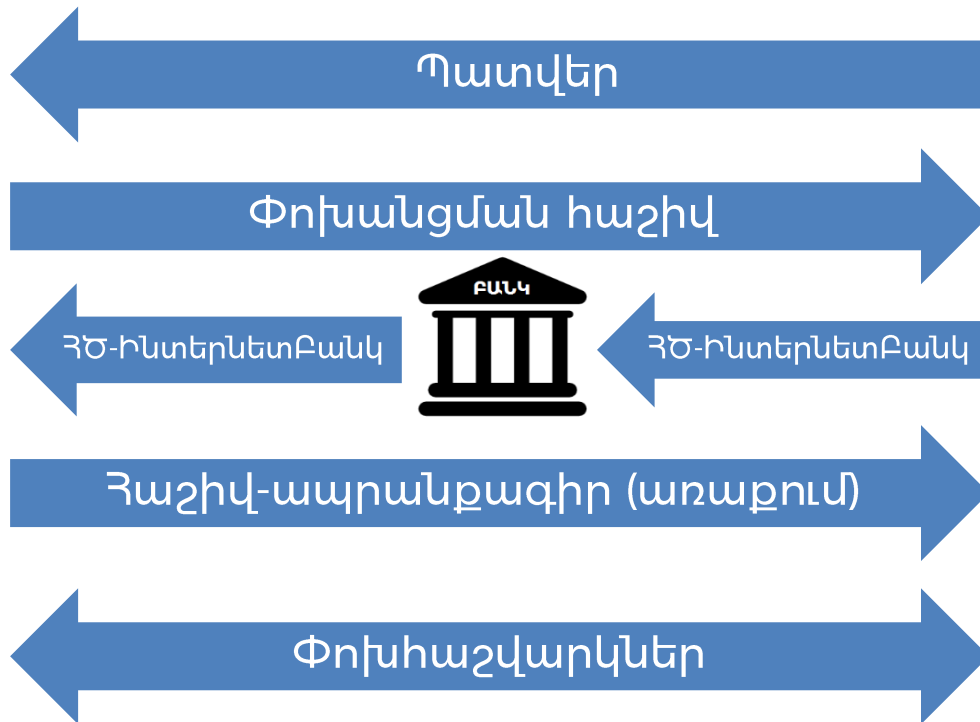 Պատվեր
Փոխանցման հաշիվ
ԲԱՆԿ
ՀԾ-ԻնտերնետԲանկ
ՀԾ-ԻնտերնետԲանկ
Հաշիվ-ապրանքագիր (առաքում)
Փոխհաշվարկներ